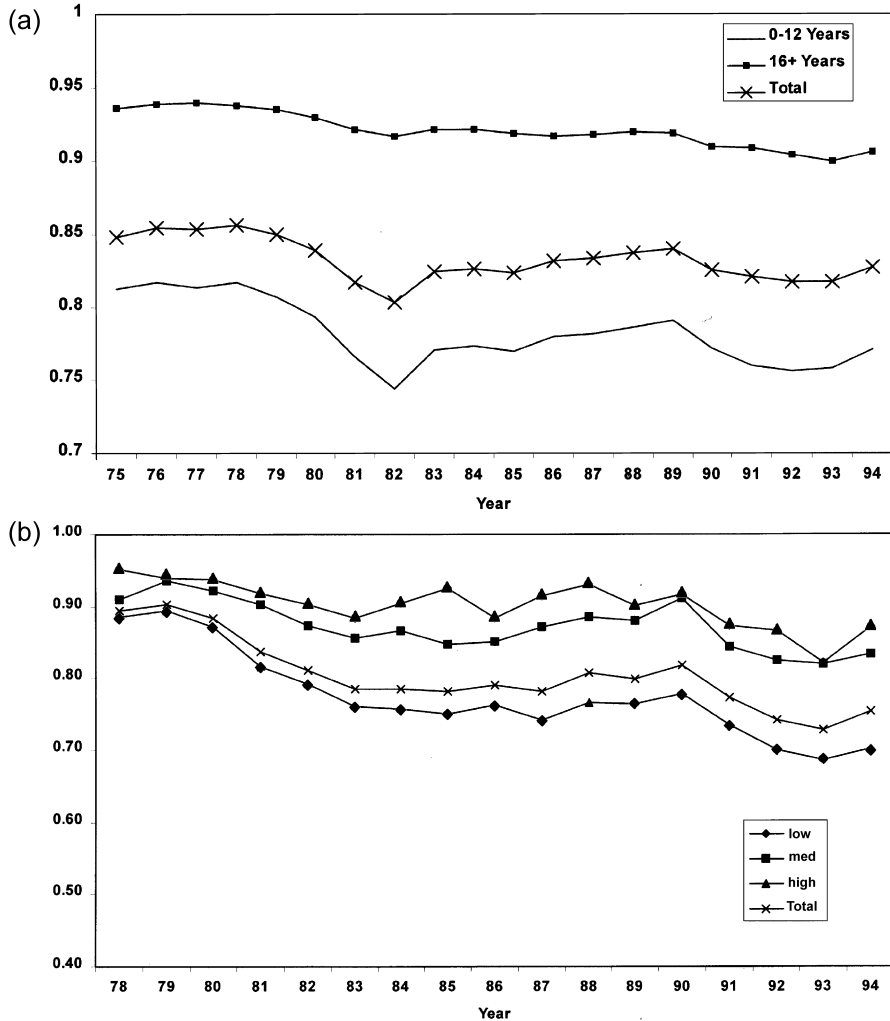 (a)
1
0.95
0.9
0.85
0.8
0.75
0.7
0-12 Years
16+ Years
Total
75 76 77 78 79 80 81 82 83 84 85 86 87 88 89 90 91 92 93 94
Year
(b)
1.00
0.90
0.80
0.70
0.60
0.50
0.40
low
med
high
Total
78 79 80 81 82 83 84 85 86 87 88 89 90 91 92 93 94
Year